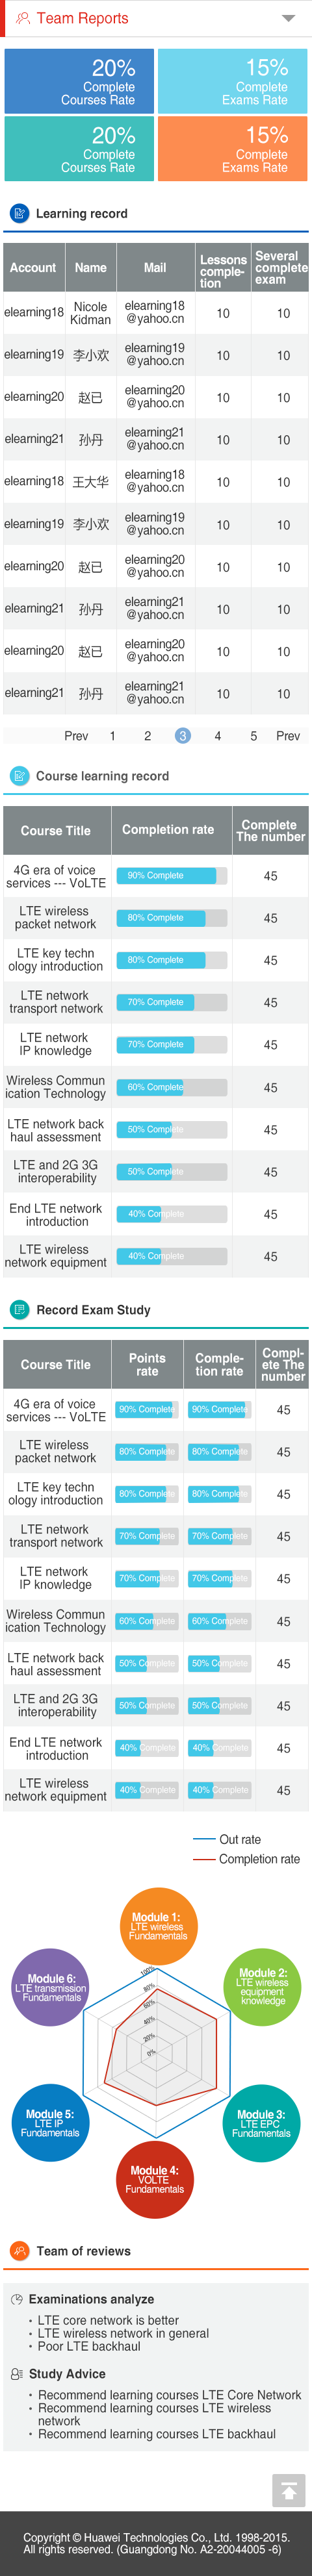 Team Reports
20%
Complete
Courses Rate
15%
Complete
Exams Rate
20%
Complete
Courses Rate
15%
Complete
Exams Rate
Learning record
Account Name Mail Lessons comple-tion Several complete exam
elearning18 Nicole Kidman elearning18 @yahoo.cn 10 10
elearning19 李小欢 elearning19 @yahoo.cn 10 10
elearning20 赵已 elearning20 @yahoo.cn 10 10
elearning21 孙丹 elearning21 @yahoo.cn 10 10
elearning18 王大华 elearning18 @yahoo.cn 10 10
elearning19 李小欢 elearning19 @yahoo.cn 10 10
elearning20 赵已 elearning20 @yahoo.cn 10 10
elearning21 孙丹 elearning21 @yahoo.cn 10 10
elearning20 赵已 elearning20 @yahoo.cn 10 10
elearning21 孙丹 elearning21 @yahoo.cn 10 10
Prev 1 2 3 4 5 Prev
Course learning record
Course Title Completion rate Complete The number
4G era of voice services --- VoLTE 90% Complete 45
LTE wireless packet network 80% Complete 45
LTE key techn ology introduction 80% Complete 45
LTE network transport network 70% Complete 45
LTE network IP knowledge 70% Complete 45
Wireless Commun ication Technology 60% Complete 45
LTE network back haul assessment 50% Complete 45
LTE and 2G 3G interoperability 50% Complete 45
End LTE network introduction 40% Complete 45
LTE wireless network equipment 40% Complete 45
Record Exam Study
Course Title Points rate Comple-tion rate Compl-ete The number
4G era of voice services --- VoLTE 90% Complete 90% Complete 45
LTE wireless packet network 80% Complete 80% Complete 45
LTE key techn ology introduction 80% Complete 80% Complete 45
LTE network transport network 70% Complete 70% Complete 45
LTE network IP knowledge 70% Complete 70% Complete 45
Wireless Commun ication Technology 60% Complete 60% Complete 45
LTE network back haul assessment 50% Complete 50% Complete 45
LTE and 2G 3G interoperability 50% Complete 50% Complete 45
End LTE network introduction 40% Complete 40% Complete 45
LTE wireless network equipment 40% Complete 40% Complete 45
Out rate
Completion rate
Module 1:
LTE wireless
Fundamentals
Module 6:
LTE transmission
Fundamentals
Module 2:
LTE wireless
equipment
knowledge
100%
80%
60%
40%
20%
0%
Module 5:
LTE IP
Fundamentals
Module 3:
LTE EPC
Fundamentals
Module 4:
VOLTE
Fundamentals
Team of reviews
Examinations analyze
• LTE core network is better
• LTE wireless network in general
• Poor LTE backhaul
Study Advice
• Recommend learning courses LTE Core Network
• Recommend learning courses LTE wireless
network
• Recommend learning courses LTE backhaul
Copyright © Huawei Technologies Co., Ltd. 1998-2015.
All rights reserved. (Guangdong No. A2-20044005 -6)